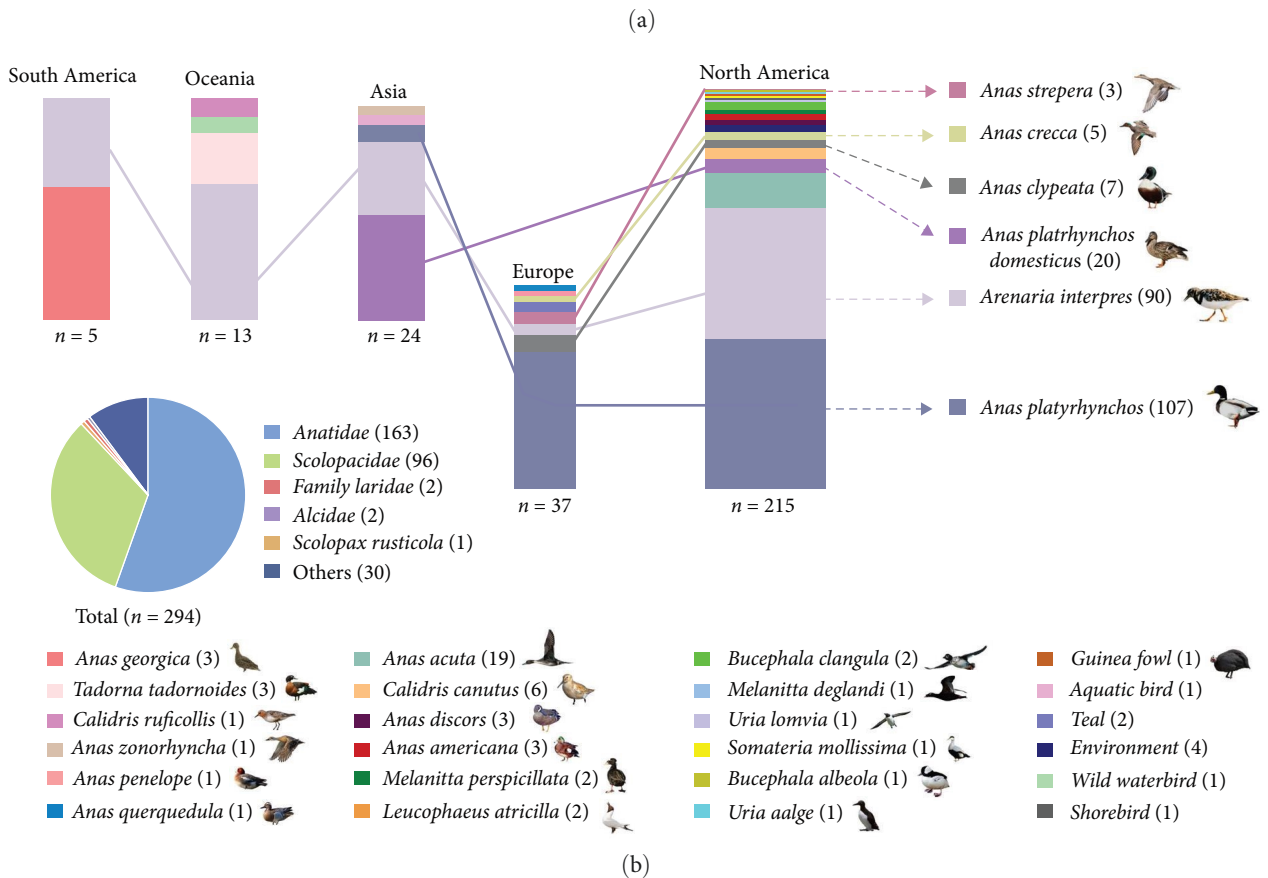 (a)
South America
Oceania
Asia
Europe
North America
n = 5
n = 13
n = 24
n = 37
n = 215
Anas strepera (3)
Anas crecca (5)
Anas clypeata (7)
Anas platrhynchos
domesticus (20)
Arenaria interpres (90)
Anas platyrhynchos (107)
Anatidae (163)
Scolopacidae (96)
Family laridae (2)
Alcidae (2)
Scolopax rusticola (1)
Others (30)
Total (n = 294)
Anas georgica (3)
Tadorna tadornoides (3)
Calidris ruficollis (1)
Anas zonorhyncha (1)
Anas penelope (1)
Anas querquedula (1)
Anas acuta (19)
Calidris canutus (6)
Anas discors (3)
Anas americana (3)
Melanitta perspicillata (2)
Leucophaeus atricilla (2)
Bucephala clangula (2)
Melanitta deglandi (1)
Uria lomvia (1)
Somateria mollissima (1)
Bucephala albeola (1)
Uria aalge (1)
Guinea fowl (1)
Aquatic bird (1)
Teal (2)
Environment (4)
Wild waterbird (1)
Shorebird (1)
(b)